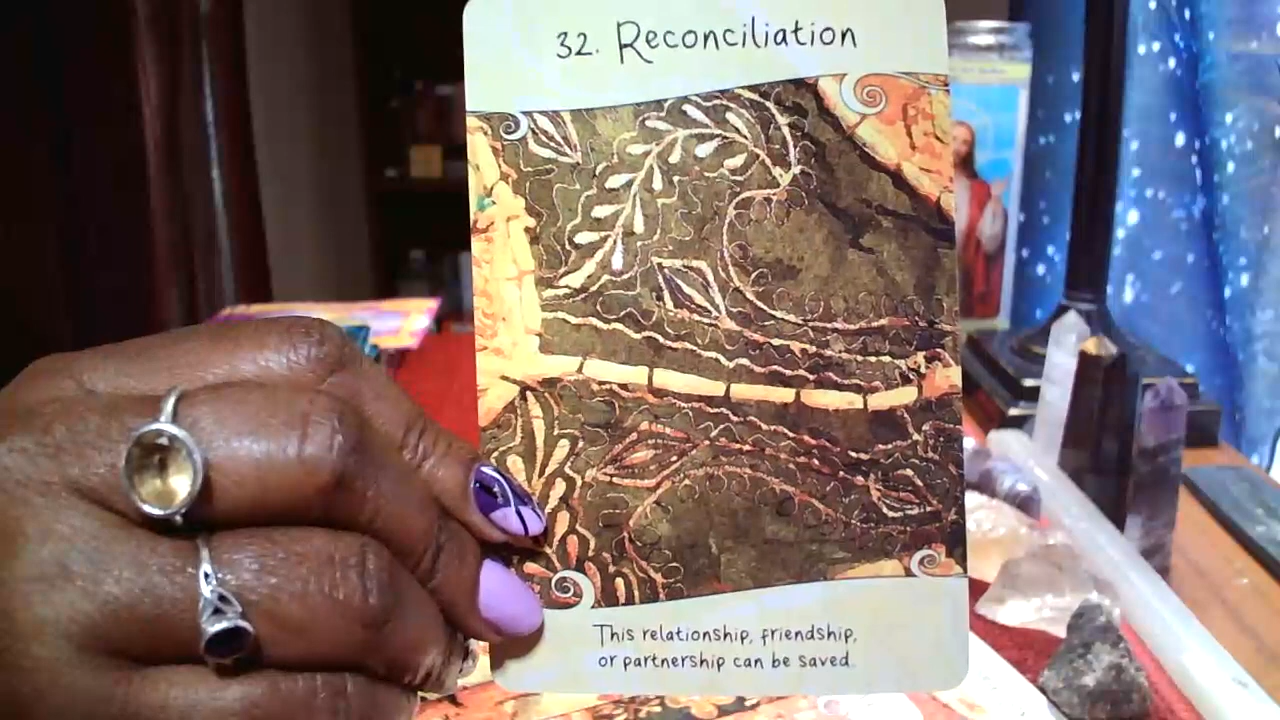 32. Reconciliation
This relationship, friendship,
or partnership can be saved.